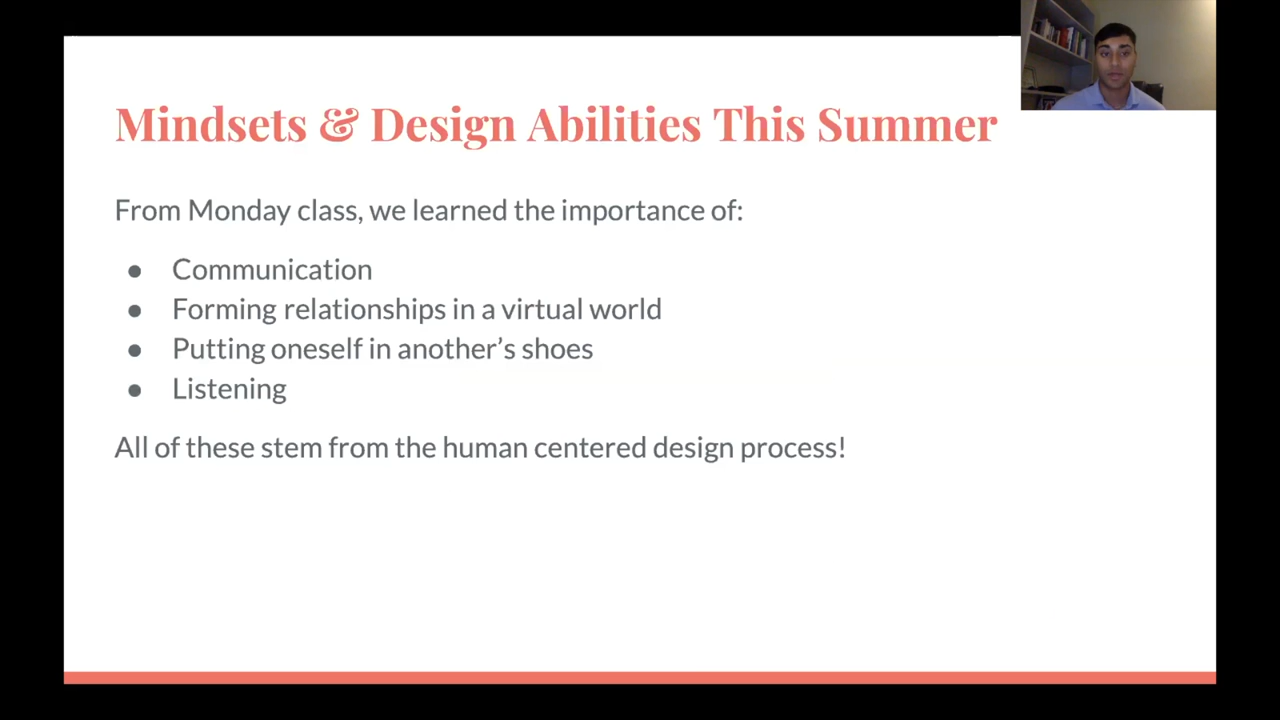 Mindsets & Design Abilities This Summer
From Monday class, we learned the importance of:
● Communication
● Forming relationships in a virtual world
● Putting oneself in another’s shoes
● Listening
All of these stem from the human centered design process!